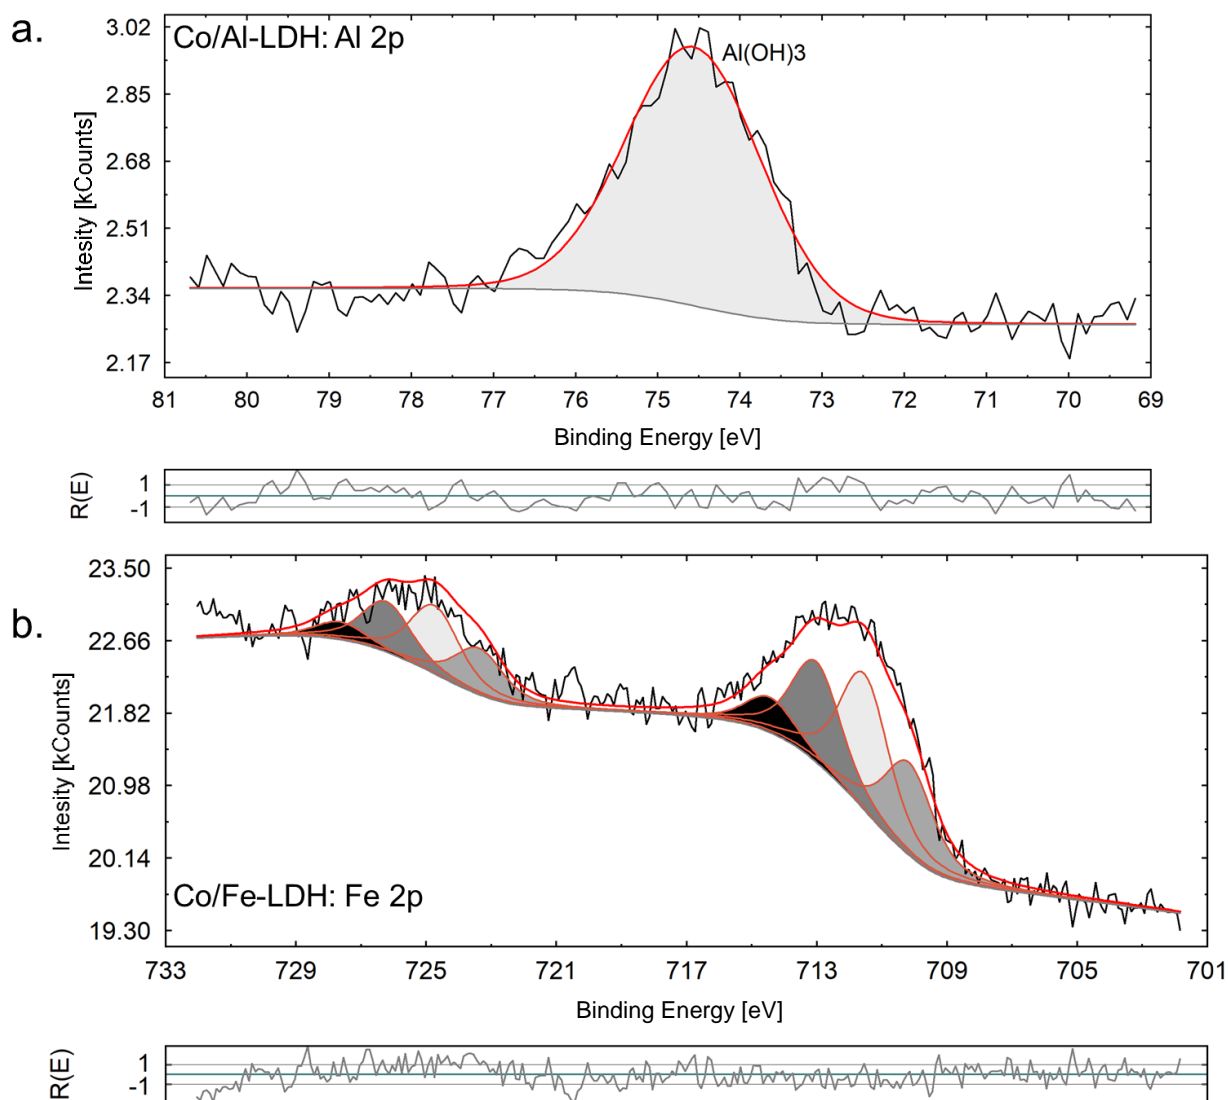 a.
Co/Al-LDH: Al 2p
Al(OH)3
Intesity [kCounts]
3.02
2.85
2.68
2.51
2.34
2.17
81 80 79 78 77 76 75 74 73 72 71 70 69
Binding Energy [eV]
R(E)
1
-1
b.
Co/Fe-LDH: Fe 2p
Intesity [kCounts]
23.50
22.66
21.82
20.98
20.14
19.30
733 729 725 721 717 713 709 705 701
Binding Energy [eV]
R(E)
1
-1